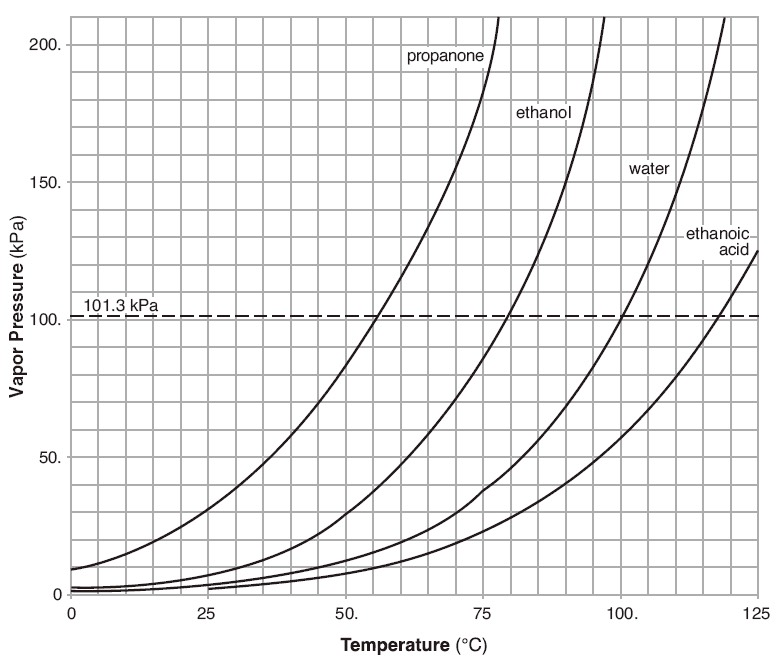 200.
propanone
ethanol
water
150.
ethanoic
acid
101.3 kPa
100.
50.
0
0
25
50.
75
100.
125
Vapor Pressure (kPa)
Temperature (°C)